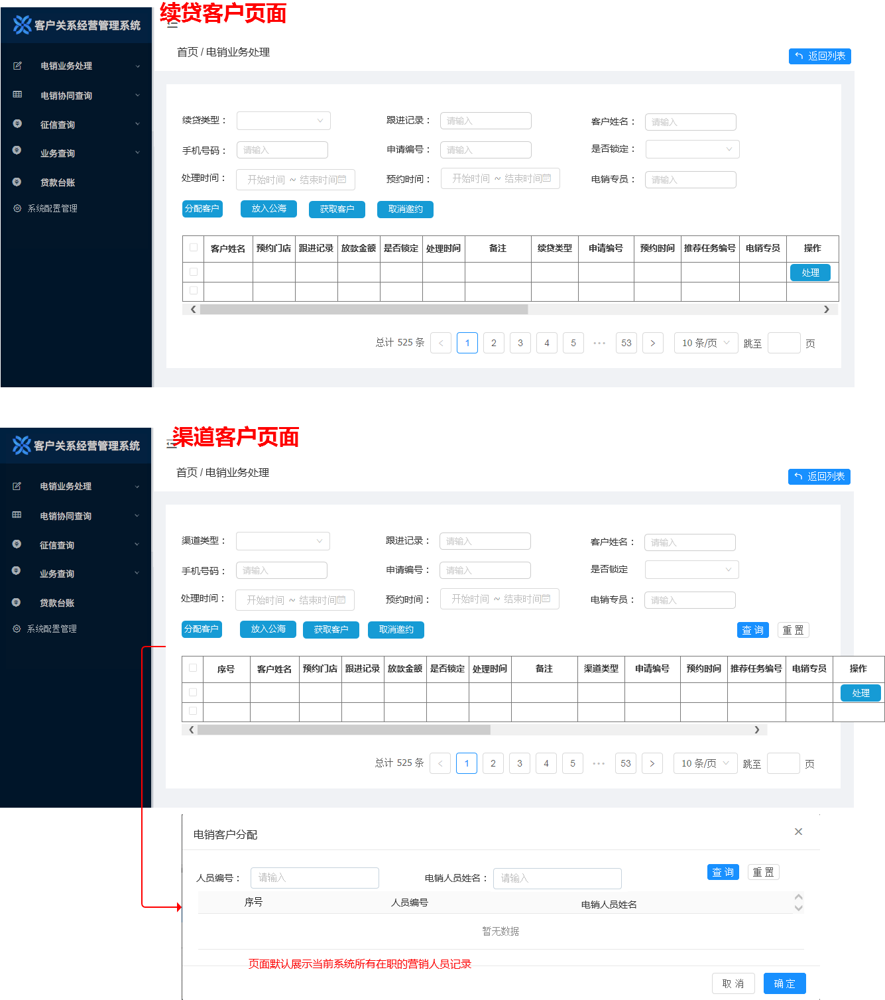 续贷客户页面
客户关系经营管理系统
首页 / 电销业务处理
返回列表
电销业务处理
电销协同查询
征信查询
业务查询
贷款台账
系统配置管理
续贷类型： 跟进记录： 请输入 客户姓名： 请输入
手机号码： 请输入 申请编号： 请输入 是否锁定：
处理时间： 开始时间 ~ 结束时间 预约时间： 开始时间 ~ 结束时间 电销专员： 请输入
分配客户 放入公海 获取客户 取消邀约
客户姓名 预约门店 跟进记录 放款金额 是否锁定 处理时间 备注 续贷类型 申请编号 预约时间 推荐任务编号 电销专员 操作
处理
总计 525 条 < 1 2 3 4 5 ••• 53 > 10 条/页 跳至 页
渠道客户页面
客户关系经营管理系统
首页 / 电销业务处理
返回列表
电销业务处理
电销协同查询
征信查询
业务查询
贷款台账
系统配置管理
渠道类型： 跟进记录： 请输入 客户姓名： 请输入
手机号码： 请输入 申请编号： 请输入 是否锁定
处理时间： 开始时间 ~ 结束时间 预约时间： 开始时间 ~ 结束时间 电销专员： 请输入
分配客户 放入公海 获取客户 取消邀约 查 询 重 置
序号 客户姓名 预约门店 跟进记录 放款金额 是否锁定 处理时间 备注 渠道类型 申请编号 预约时间 推荐任务编号 电销专员 操作
处理
总计 525 条 < 1 2 3 4 5 ••• 53 > 10 条/页 跳至 页
电销客户分配
人员编号： 请输入 电销人员姓名： 请输入 查 询 重 置
序号 人员编号 电销人员姓名
暂无数据
页面默认展示当前系统所有在职的营销人员记录
取 消 确 定